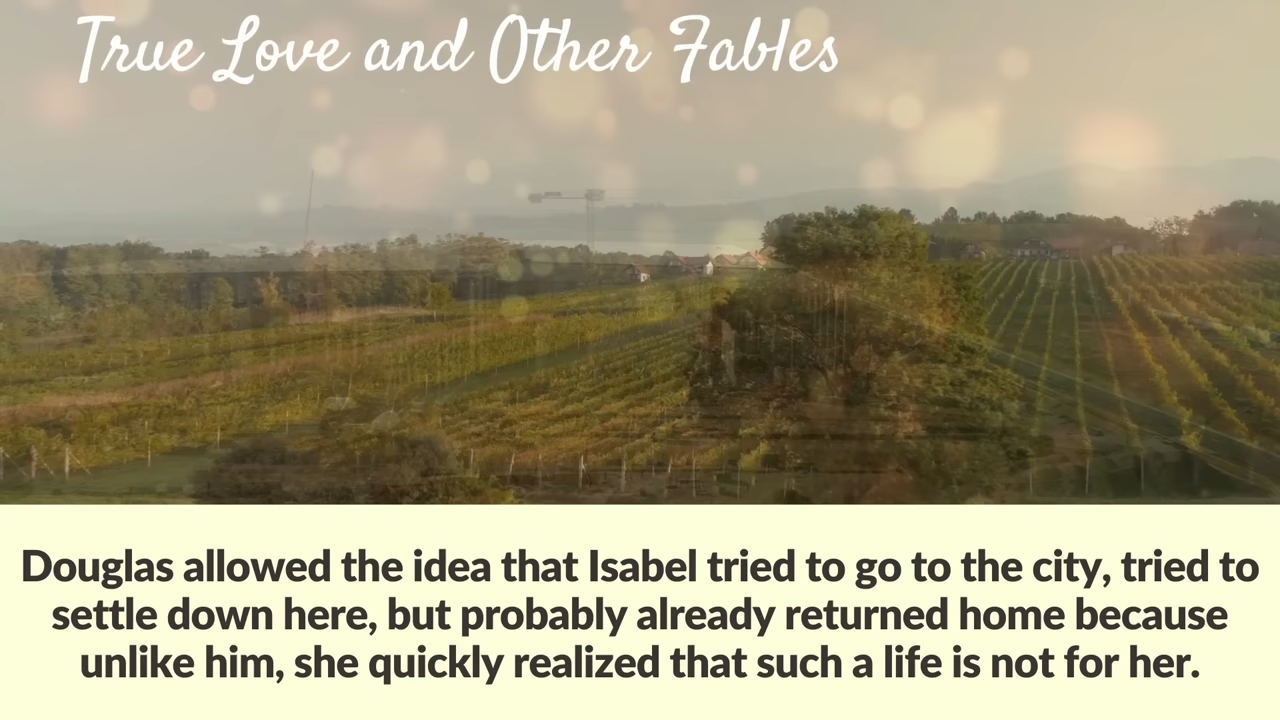 True Love and Other Fables
Douglas allowed the idea that Isabel tried to go to the city, tried to
settle down here, but probably already returned home because
unlike him, she quickly realized that such a life is not for her.